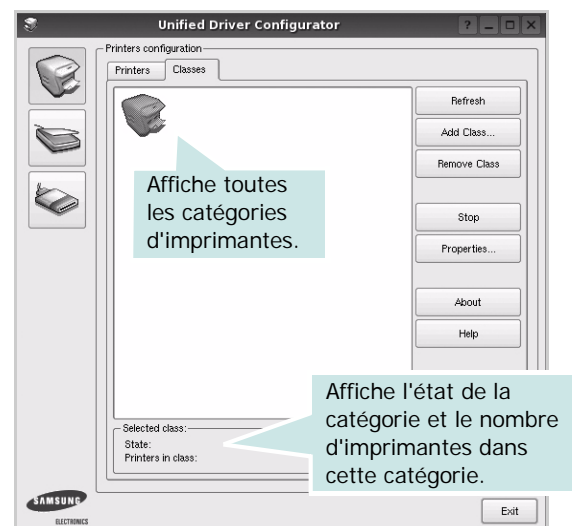 Unified Driver Configurator
Printers configuration
Printers
Classes
Refresh
Add Class...
Remove Class
Affiche toutes
les catégories
d'imprimantes.
Stop
Properties...
About
Help
Affiche l'état de la
catégorie et le nombre
d'imprimantes dans
cette catégorie.
Selected class:
State:
Printers in class:
SAMSUNG
ELECTRONICS
Exit